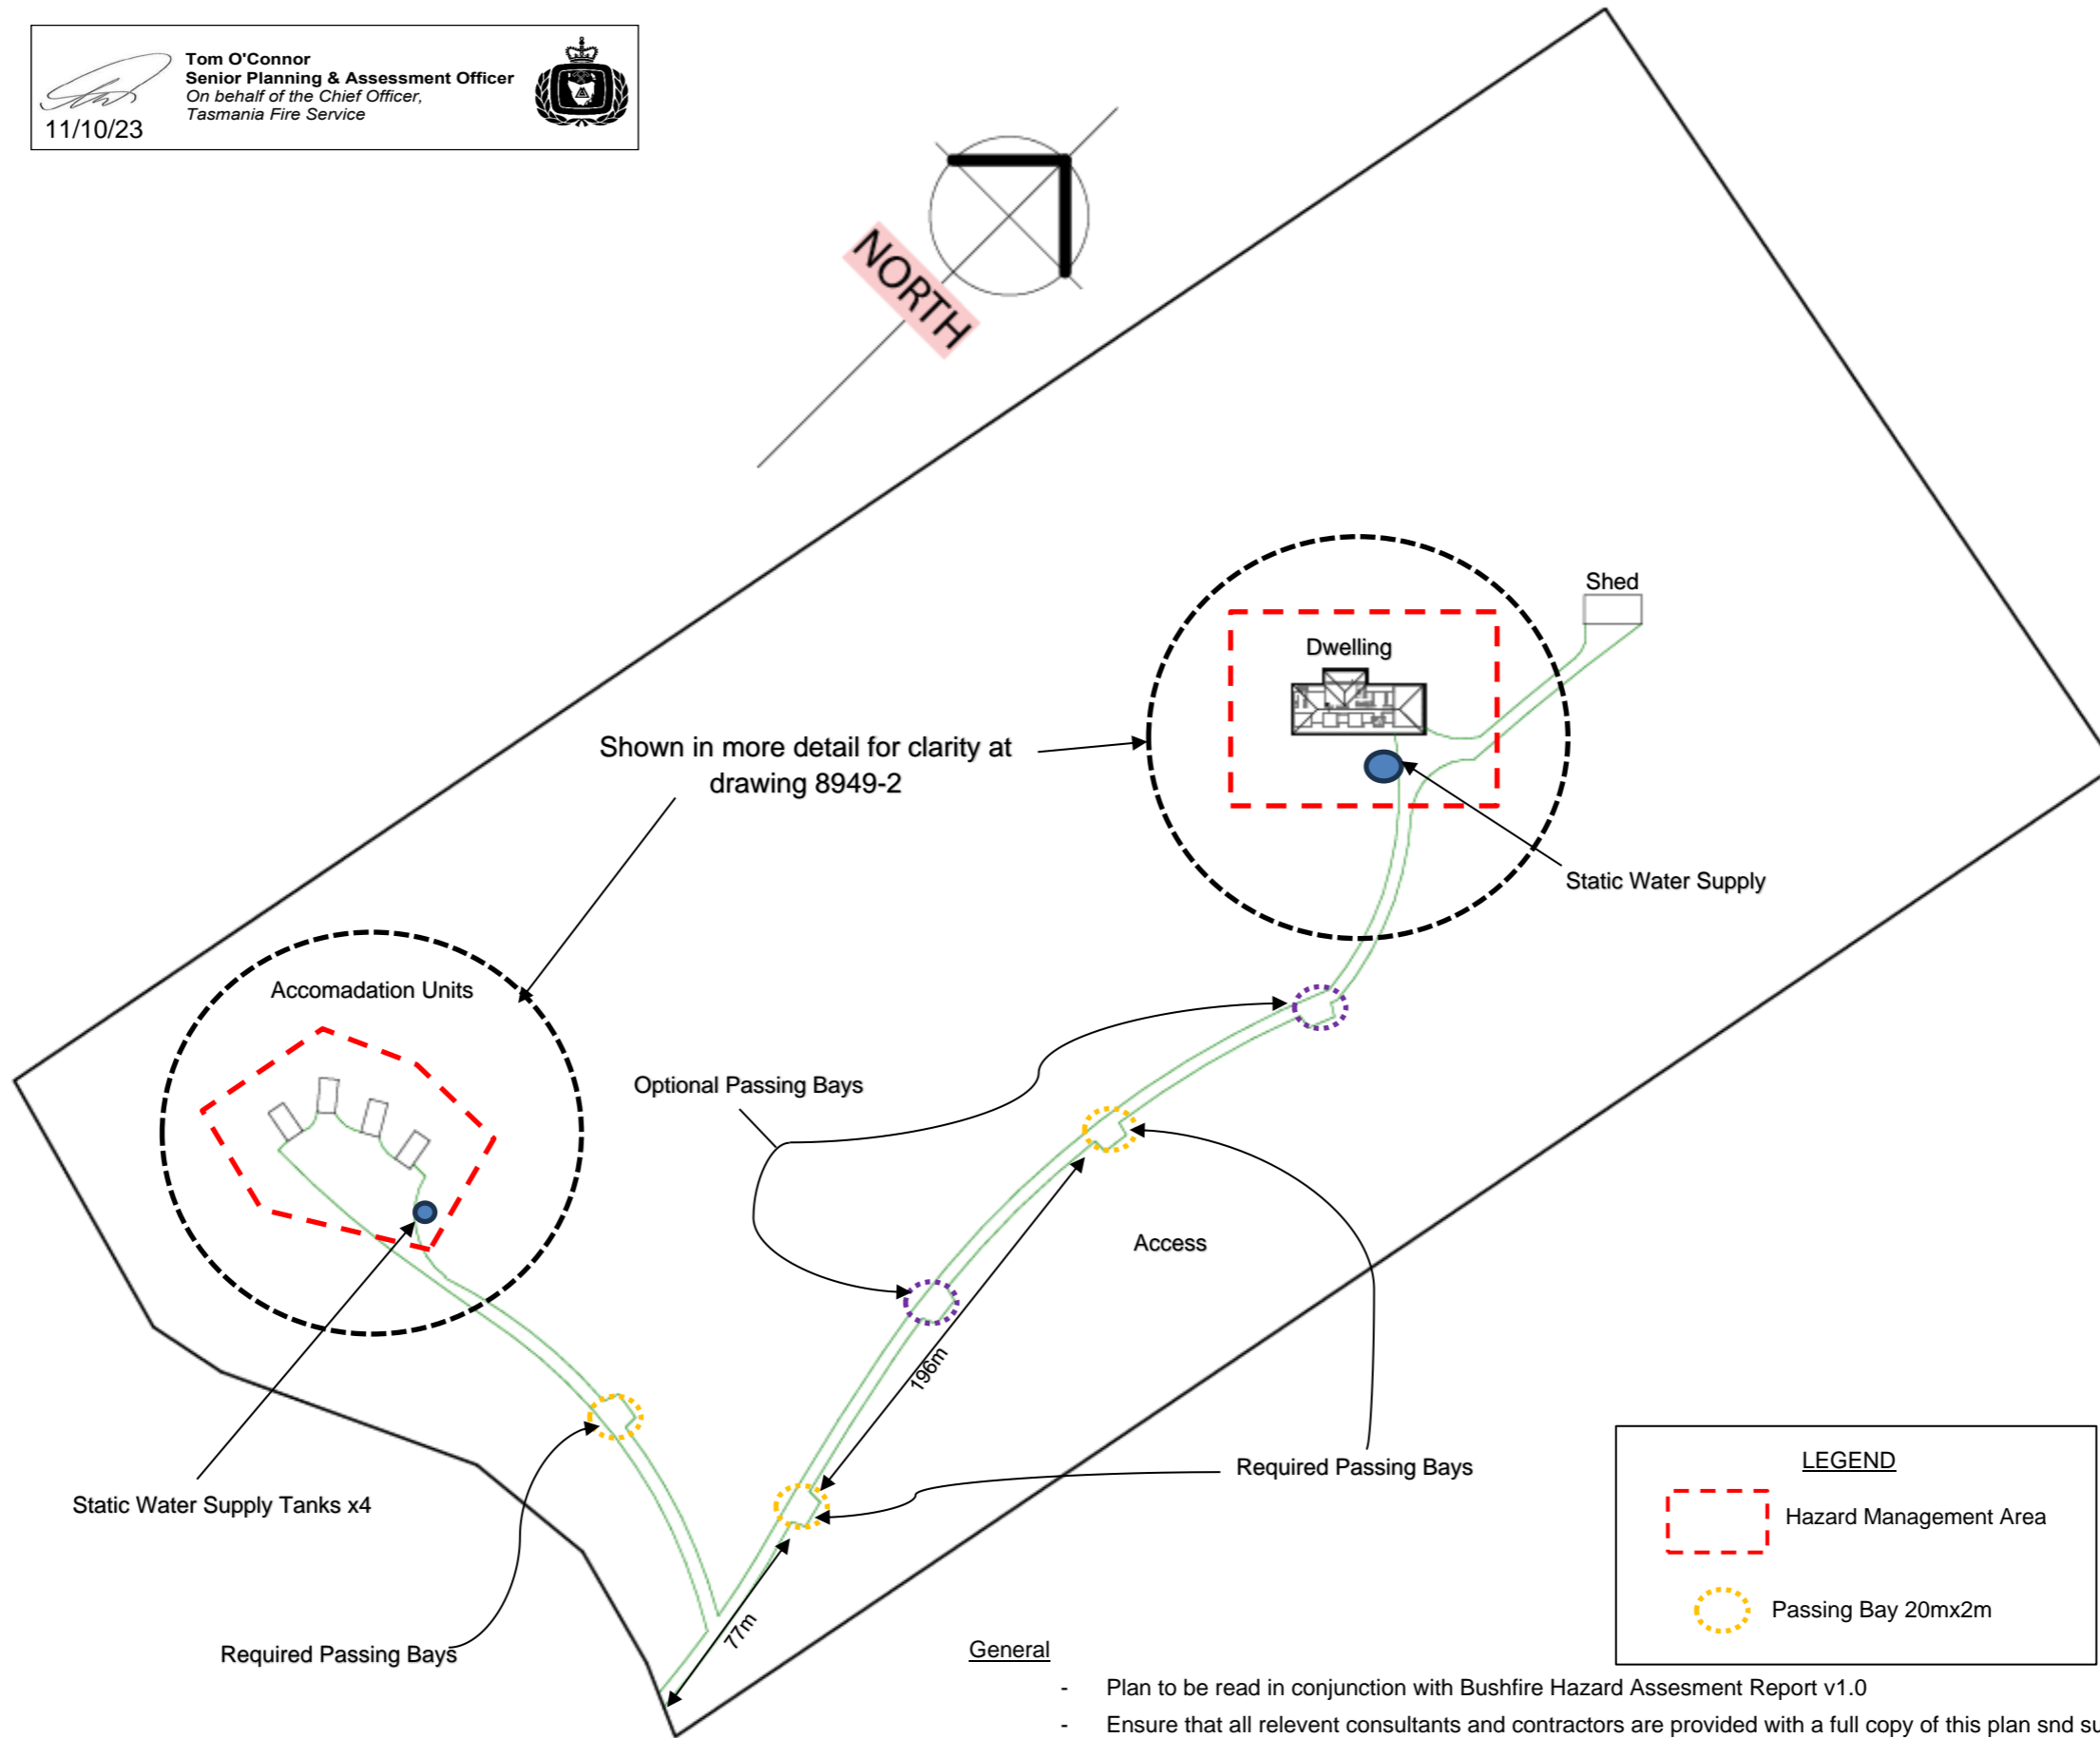 Tom O'Connor
Senior Planning & Assessment Officer
On behalf of the Chief Officer,
Tasmania Fire Service
11/10/23
NORTH
Shed
Dwelling
Shown in more detail for clarity at
drawing 8949-2
Static Water Supply
Accomadation Units
Optional Passing Bays
Access
196m
Required Passing Bays
Static Water Supply Tanks x4
77m
Required Passing Bays
LEGEND
Hazard Management Area
Passing Bay 20mx2m
General
- Plan to be read in conjunction with Bushfire Hazard Assesment Report v1.0
- Ensure that all relevent consultants and contractors are provided with a full copy of this plan snd su